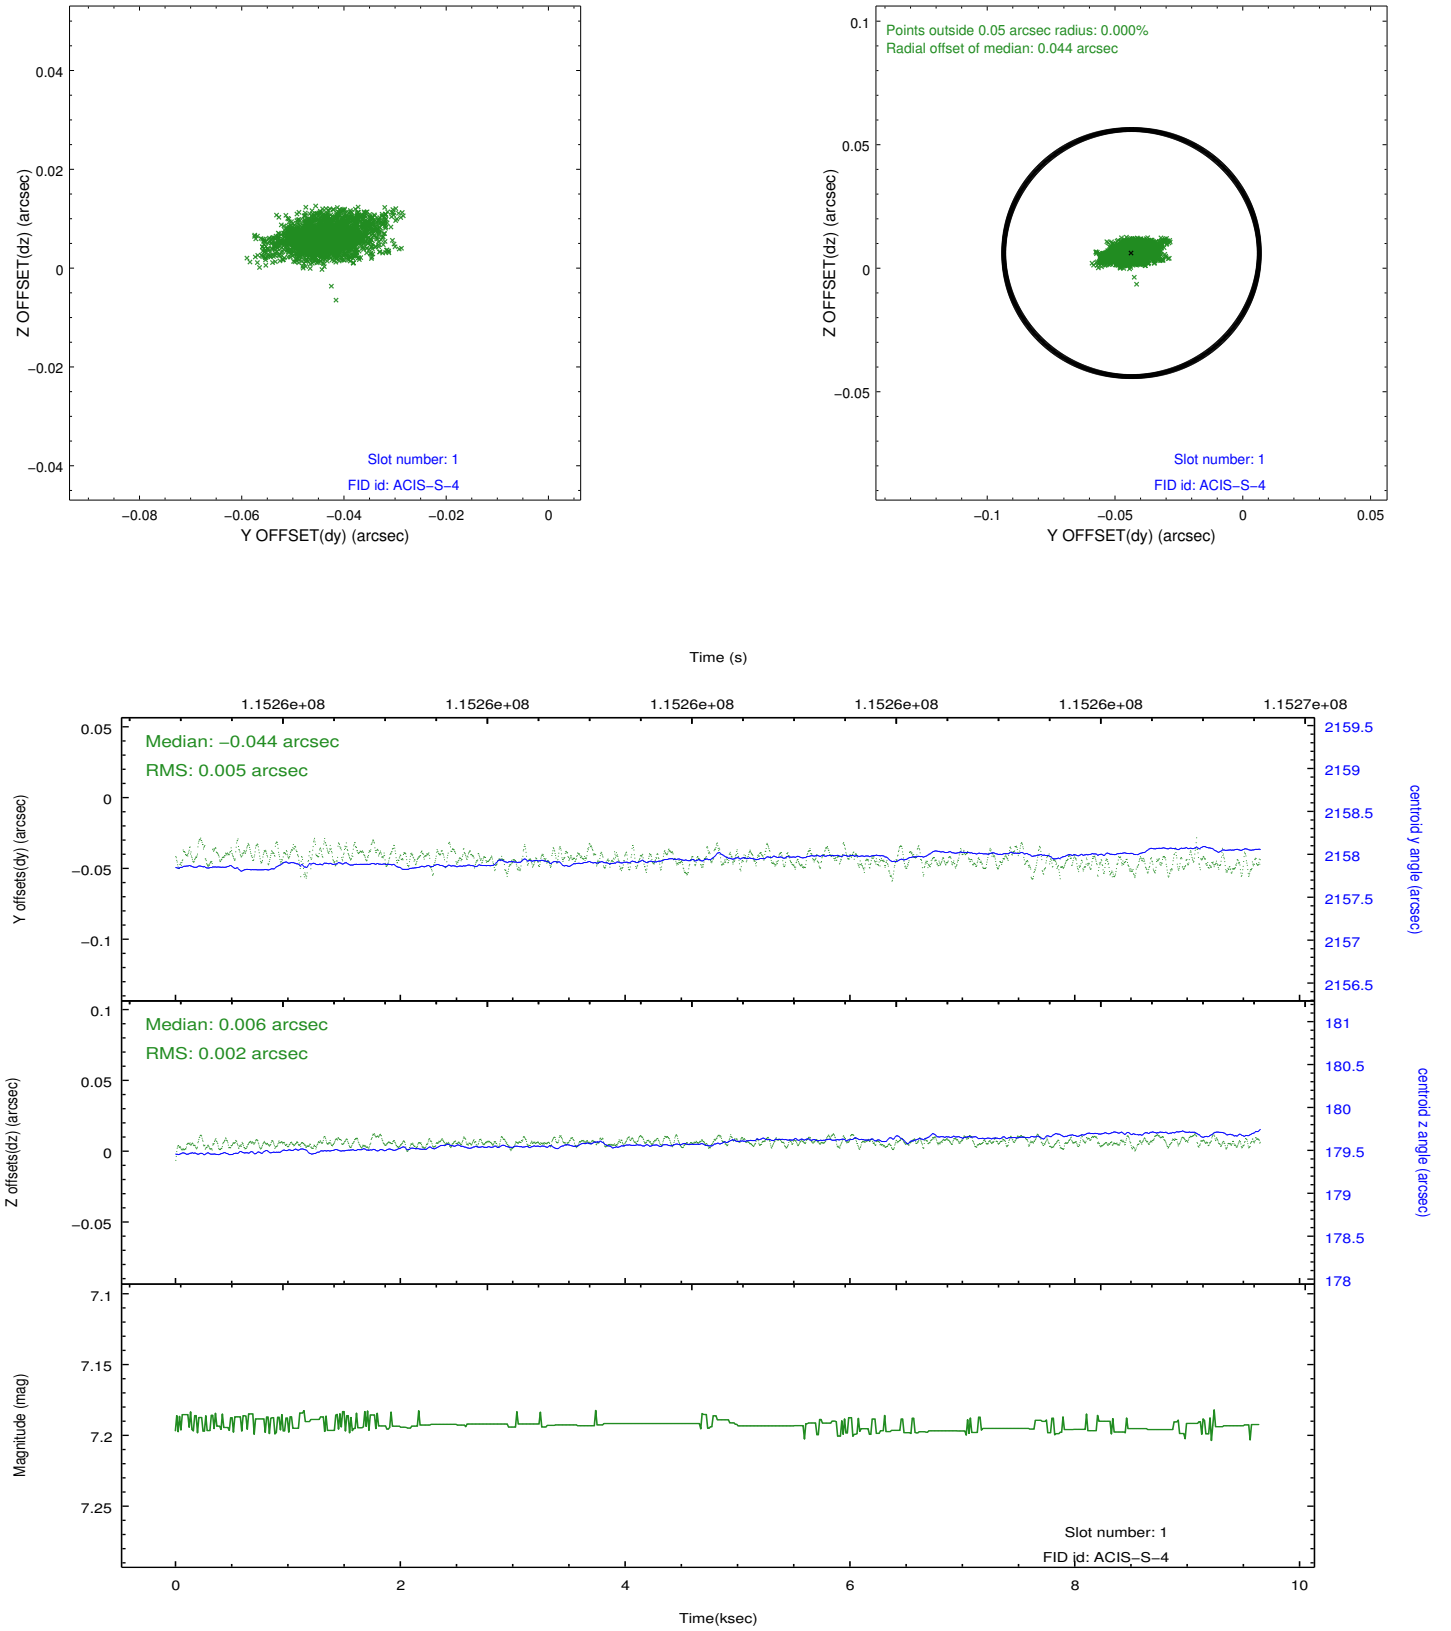 0.04
0.02
0
−0.02
−0.04
Z OFFSET(dz) (arcsec)
Slot number: 1
FID id: ACIS−S−4
−0.08
−0.06
−0.04
−0.02
0
Y OFFSET(dy) (arcsec)
Points outside 0.05 arcsec radius: 0.000%
Radial offset of median: 0.044 arcsec
0.1
0.05
0
−0.05
Z OFFSET(dz) (arcsec)
Slot number: 1
FID id: ACIS−S−4
−0.1
−0.05
0
0.05
Y OFFSET(dy) (arcsec)
Time (s)
1.1526e+08
1.1526e+08
1.1526e+08
1.1526e+08
1.1526e+08
1.1527e+08
Median: −0.044 arcsec
RMS: 0.005 arcsec
0.05
0
−0.05
−0.1
Y offsets(dy) (arcsec)
2159.5
2159
2158.5
2158
2157.5
2157
2156.5
centroid y angle (arcsec)
Median: 0.006 arcsec
RMS: 0.002 arcsec
0.1
0.05
0
−0.05
Z offsets(dz) (arcsec)
181
180.5
180
179.5
179
178.5
178
centroid z angle (arcsec)
7.1
7.15
7.2
7.25
Magnitude (mag)
Slot number: 1
FID id: ACIS−S−4
0
2
4
6
8
10
Time(ksec)